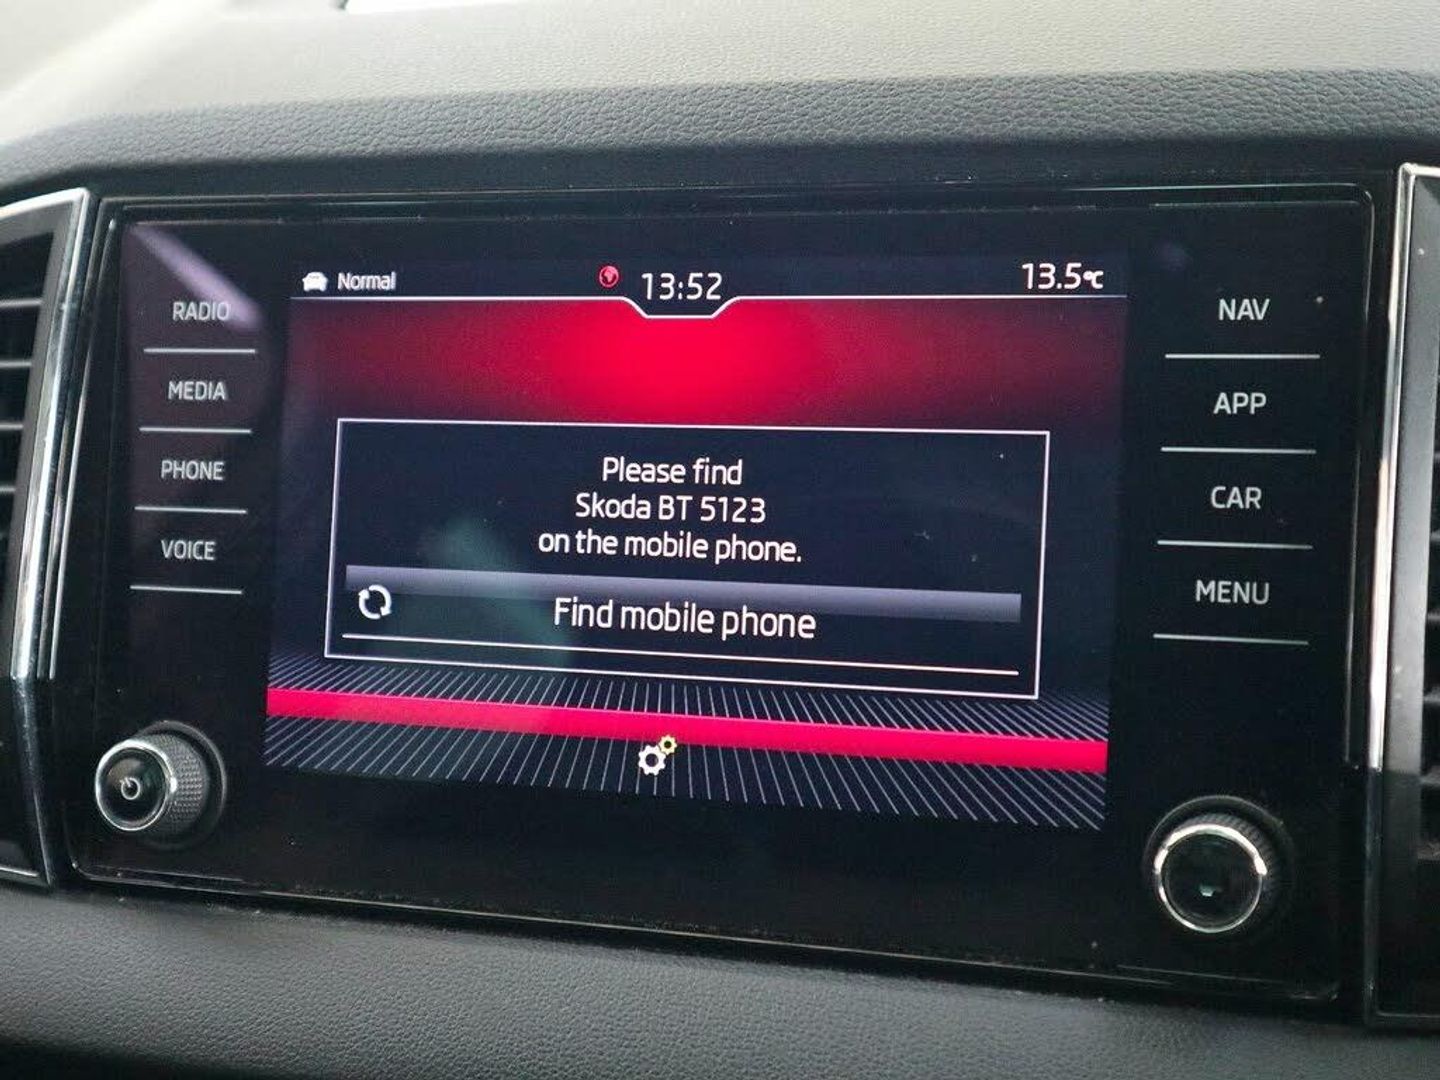 Normal
13:52
13.5°C
RADIO
MEDIA
PHONE
VOICE
Please find
Skoda BT 5123
on the mobile phone.
Find mobile phone
NAV
APP
CAR
MENU